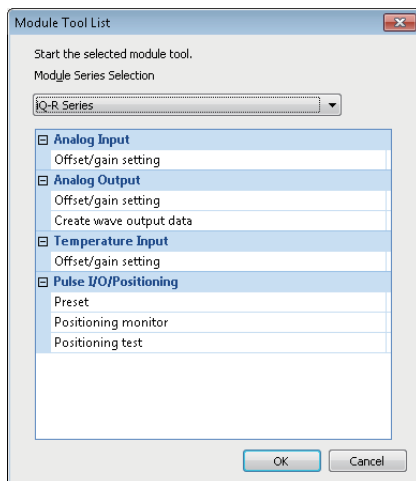 Module Tool List
Start the selected module tool.
Module Series Selection
iQ-R Series
Analog Input
Offset/gain setting
Analog Output
Offset/gain setting
Create wave output data
Temperature Input
Offset/gain setting
Pulse I/O/Positioning
Preset
Positioning monitor
Positioning test
OK
Cancel